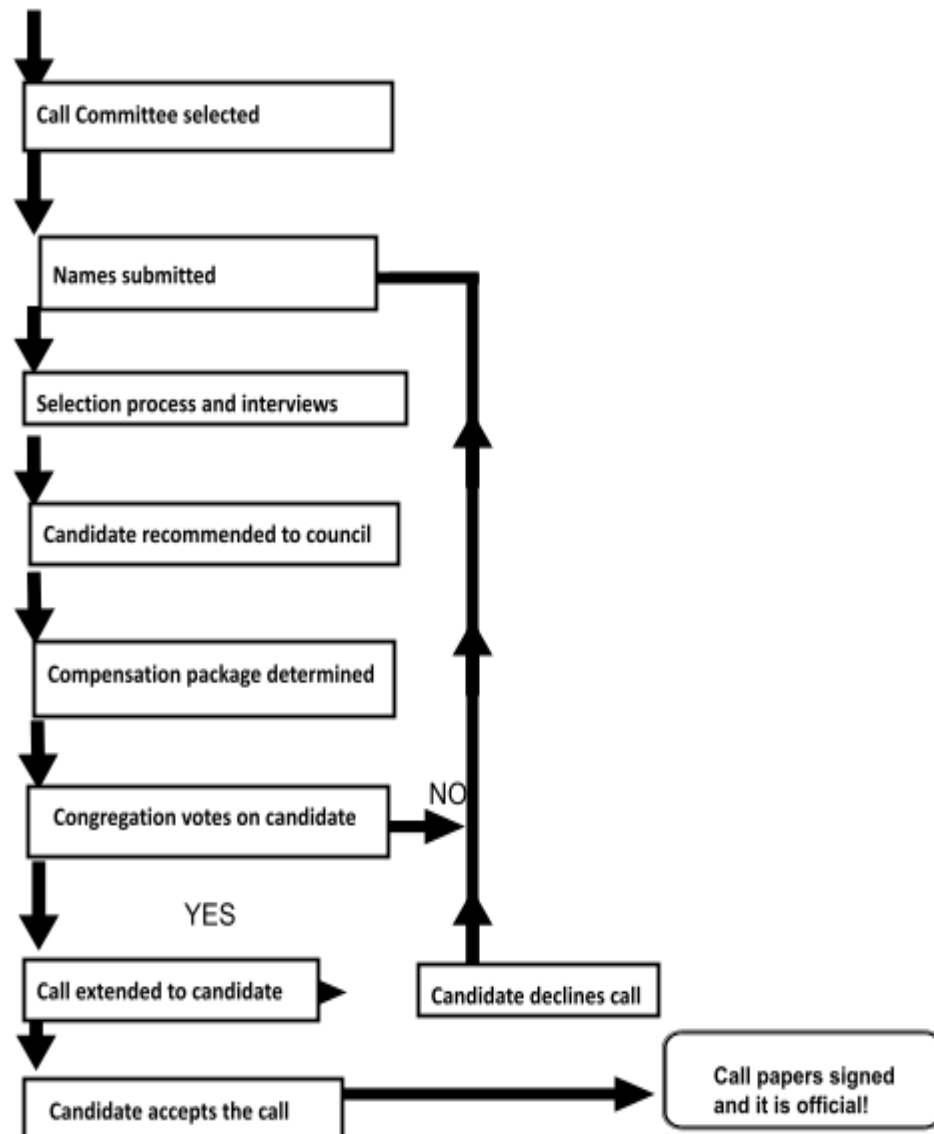 Call Committee selected
Names submitted
Selection process and interviews
Candidate recommended to council
Compensation package determined
NO
Congregation votes on candidate
YES
Call extended to candidate
Candidate declines call
Call papers signed
and it is official!
Candidate accepts the call